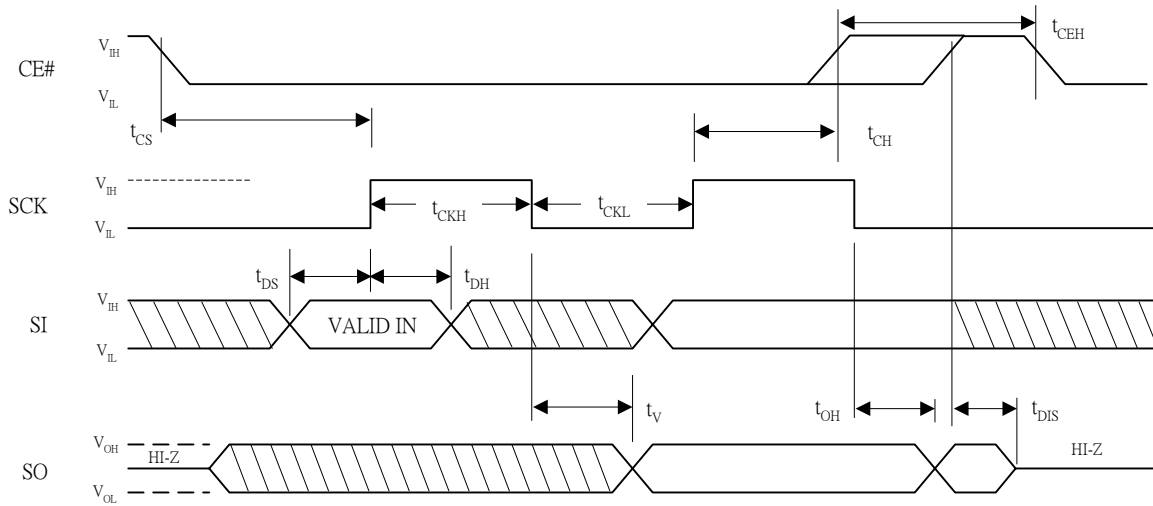 t_CEH
V_IH
CE#
V_IL
t_CS
t_CH
V_IH
SCK
t_CKH
t_CKL
V_IL
t_DS
t_DH
V_IH
SI
VALID IN
V_IL
t_V
t_OH
t_DIS
V_OH
HI-Z
HI-Z
SO
V_OL